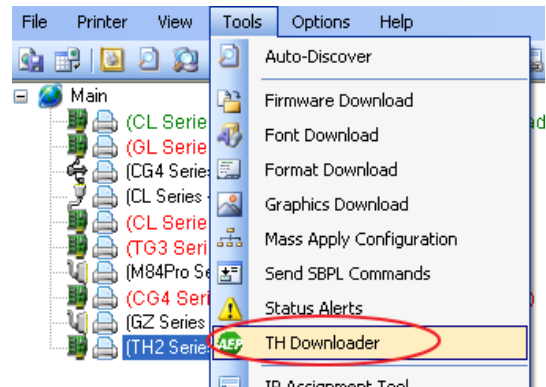 File Printer View Tools Options Help
Auto-Discover
Main
Firmware Download
(CL Serie
(GL Serie
Font Download
(CG4 Serie
Format Download
(CL Series
Graphics Download
(CL Serie
(TG3 Seri
Mass Apply Configuration
(M84Pro Se
Send SBPL Commands
(CG4 Seri
Status Alerts
(GZ Series
AEP TH Downloader
(TH2 Serie
IP Assignment Tool